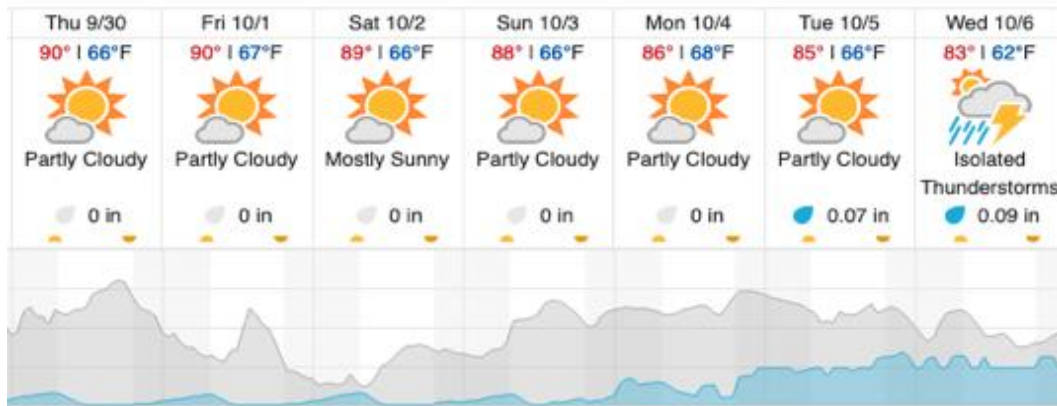 Thu 9/30 Fri 10/1 Sat 10/2 Sun 10/3 Mon 10/4 Tue 10/5 Wed 10/6
90° | 66°F 90° | 67°F 89° | 66°F 88° | 66°F 86° | 68°F 85° | 66°F 83° | 62°F
Partly Cloudy Partly Cloudy Mostly Sunny Partly Cloudy Partly Cloudy Partly Cloudy Isolated
Thunderstorms
0 in 0 in 0 in 0 in 0 in 0.07 in 0.09 in